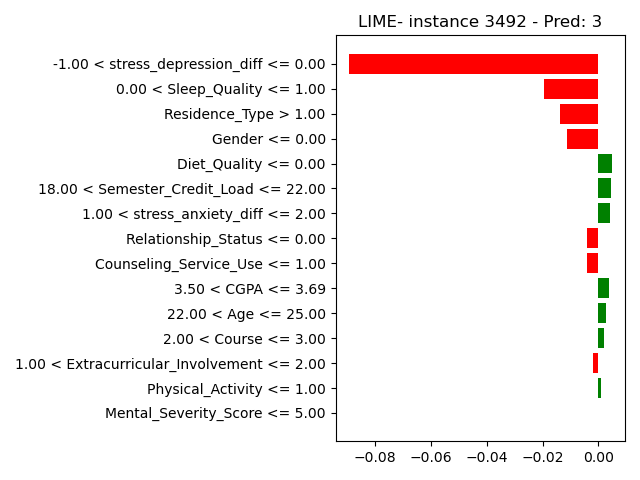 LIME- instance 3492 - Pred: 3
-1.00 < stress_depression_diff <= 0.00
0.00 < Sleep_Quality <= 1.00
Residence_Type > 1.00
Gender <= 0.00
Diet_Quality <= 0.00
18.00 < Semester_Credit_Load <= 22.00
1.00 < stress_anxiety_diff <= 2.00
Relationship_Status <= 0.00
Counseling_Service_Use <= 1.00
3.50 < CGPA <= 3.69
22.00 < Age <= 25.00
2.00 < Course <= 3.00
1.00 < Extracurricular_Involvement <= 2.00
Physical_Activity <= 1.00
Mental_Severity_Score <= 5.00
−0.08 −0.06 −0.04 −0.02 0.00